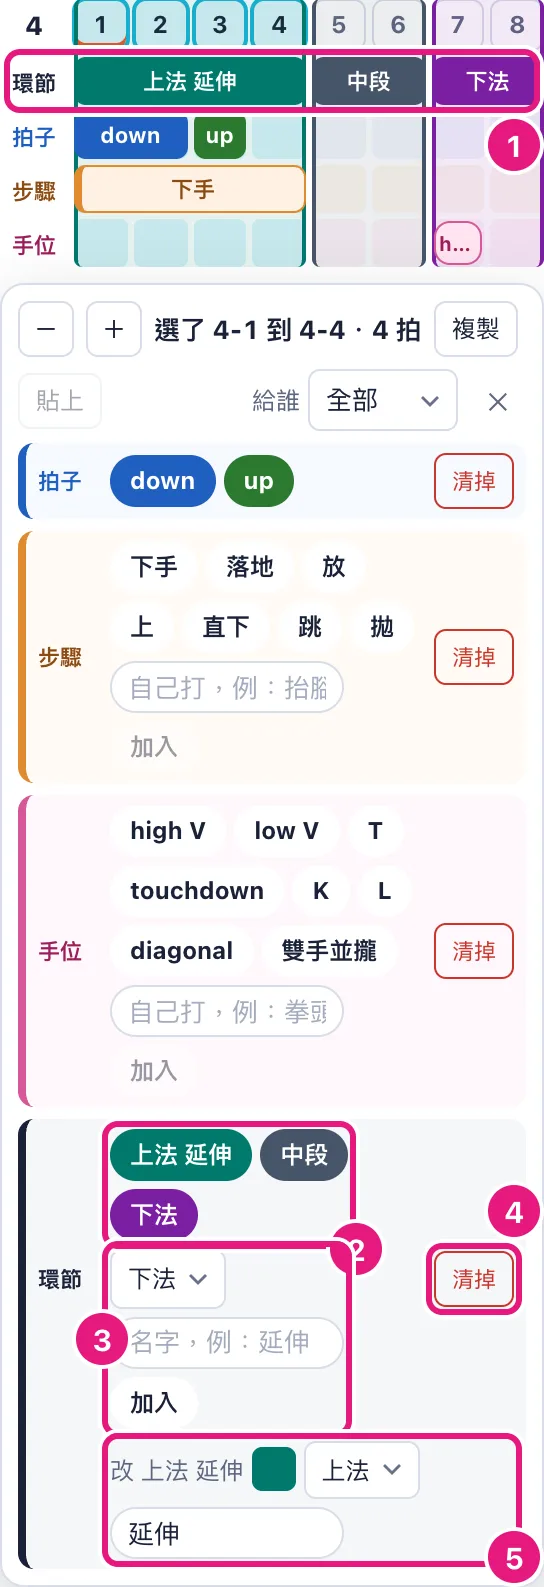 4 1 2 3 4 5 6 7 8
環節 上法 延伸 中段 下法
拍子 down up
1
步驟 下手
手位 h...
− + 選了 4-1 到 4-4 · 4 拍 複製
貼上 給誰 全部 ×
拍子 down up 清掉
下手 落地 放
上 直下 跳 拋
步驟 清掉
自己打，例：抬腳
加入
high V low V T
touchdown K L
手位 diagonal 雙手並攏 清掉
自己打，例：拳頭
加入
上法 延伸 中段
下法
4
2
環節 下法 清掉
3 名字，例：延伸
加入
改 上法 延伸 上法
延伸
5